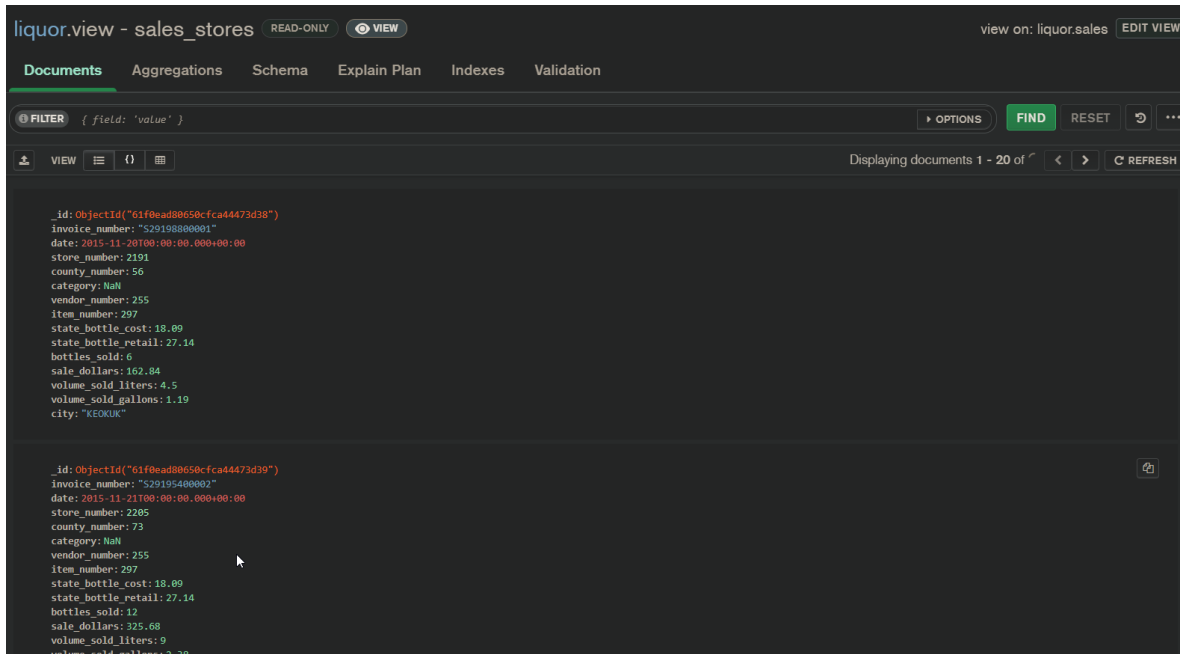 liquor.view - sales_stores READ-ONLY VIEW view on: liquor.sales EDIT VIEW
Documents Aggregations Schema Explain Plan Indexes Validation
FILTER { field: 'value' } OPTIONS FIND RESET
VIEW {} Displaying documents 1 - 20 of REFRESH
_id: ObjectId("61f0ead80650cfca44473d38")
invoice_number: "S29198800001"
date: 2015-11-20T00:00:00.000+00:00
store_number: 2191
county_number: 56
category: NaN
vendor_number: 255
item_number: 297
state_bottle_cost: 18.09
state_bottle_retail: 27.14
bottles_sold: 6
sale_dollars: 162.84
volume_sold_liters: 4.5
volume_sold_gallons: 1.19
city: "KEOKUK"
_id: ObjectId("61f0ead80650cfca44473d39")
invoice_number: "S29195400002"
date: 2015-11-21T00:00:00.000+00:00
store_number: 2205
county_number: 73
category: NaN
vendor_number: 255
item_number: 297
state_bottle_cost: 18.09
state_bottle_retail: 27.14
bottles_sold: 12
sale_dollars: 325.68
volume_sold_liters: 9
volume_sold_gallons: 2.38